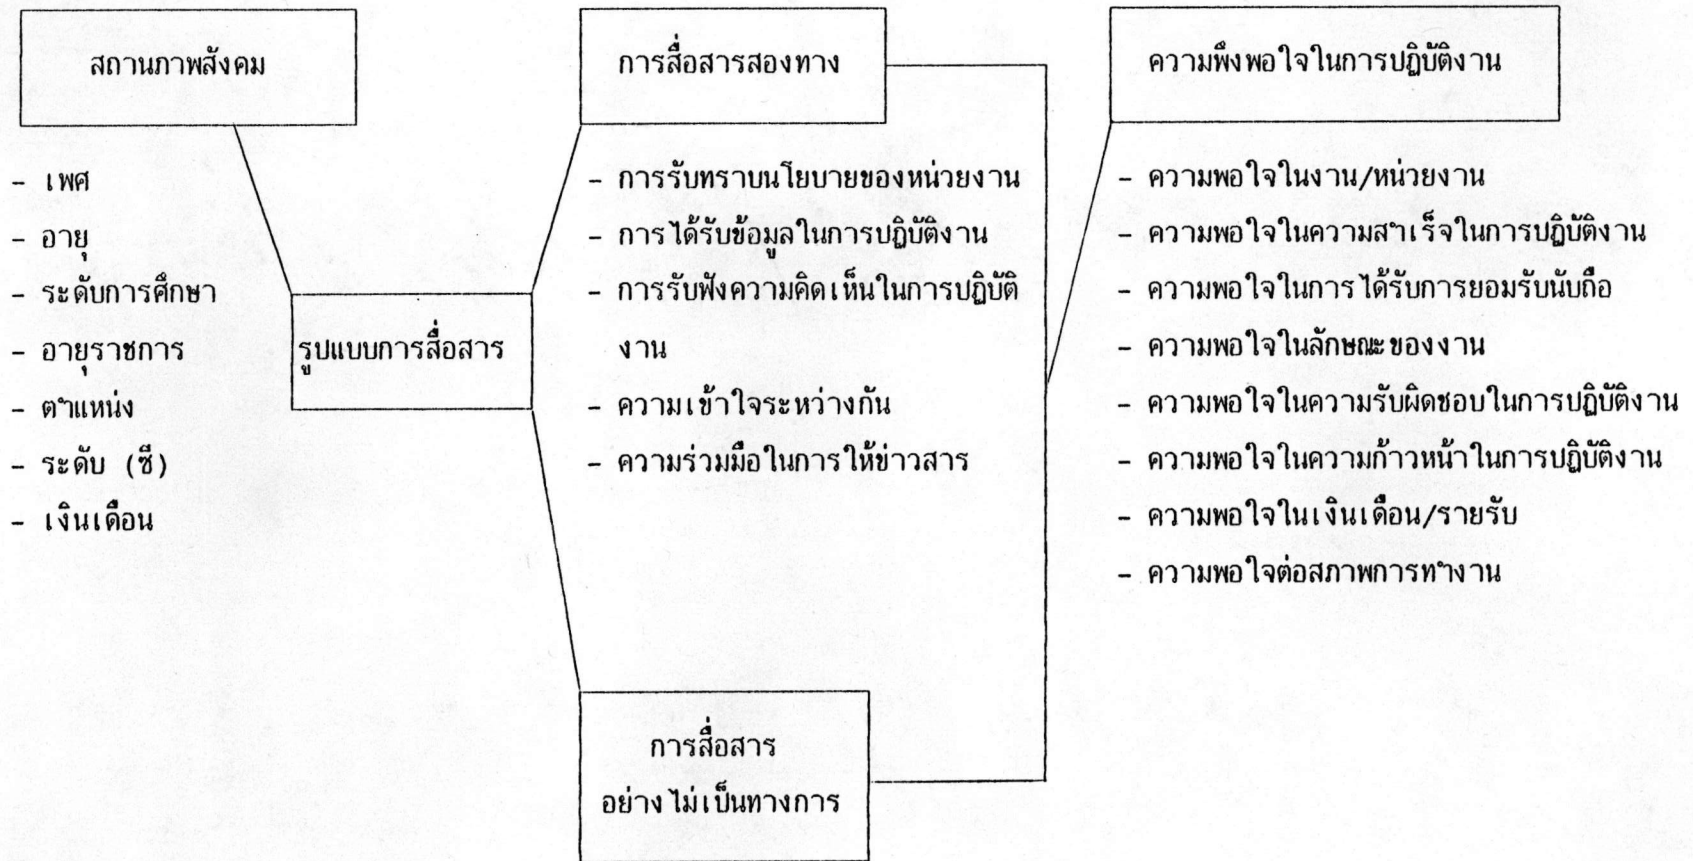 สถานภาพสังคม
- เพศ
- อายุ
- ระดับการศึกษา
- อายุราชการ
- ตำแหน่ง
- ระดับ (ซี)
- เงินเดือน
รูปแบบการสื่อสาร
การสื่อสารสองทาง
- การรับทราบนโยบายของหน่วยงาน
- การได้รับข้อมูลในการปฏิบัติงาน
- การรับฟังความคิดเห็นในการปฏิบัติ
งาน
- ความเข้าใจระหว่างกัน
- ความร่วมมือในการให้ข่าวสาร
การสื่อสาร
อย่างไม่เป็นทางการ
ความพึงพอใจในการปฏิบัติงาน
- ความพอใจในงาน/หน่วยงาน
- ความพอใจในความสำเร็จในการปฏิบัติงาน
- ความพอใจในการได้รับการยอมรับนับถือ
- ความพอใจในลักษณะของงาน
- ความพอใจในความรับผิดชอบในการปฏิบัติงาน
- ความพอใจในความก้าวหน้าในการปฏิบัติงาน
- ความพอใจในเงินเดือน/รายรับ
- ความพอใจต่อสภาพการทำงาน